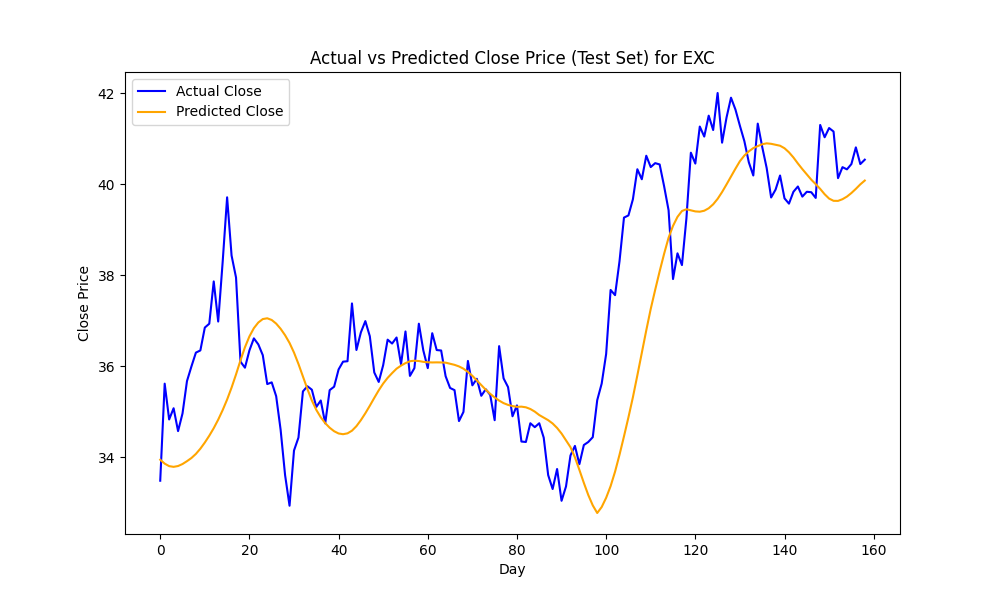 Actual vs Predicted Close Price (Test Set) for EXC
Actual Close
Predicted Close
42
40
38
36
34
Close Price
0 20 40 60 80 100 120 140 160
Day